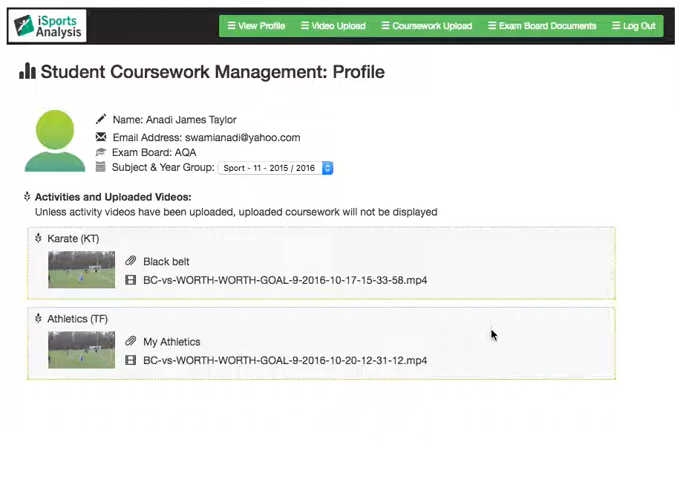 iSports
Analysis
View Profile Video Upload Coursework Upload Exam Board Documents Log Out
Student Coursework Management: Profile
Name: Anadi James Taylor
Email Address: swamianadi@yahoo.com
Exam Board: AQA
Subject & Year Group: Sport - 11 - 2015 / 2016
Activities and Uploaded Videos:
Unless activity videos have been uploaded, uploaded coursework will not be displayed
Karate (KT)
Black belt
BC-vs-WORTH-WORTH-GOAL-9-2016-10-17-15-33-58.mp4
Athletics (TF)
My Athletics
BC-vs-WORTH-WORTH-GOAL-9-2016-10-20-12-31-12.mp4